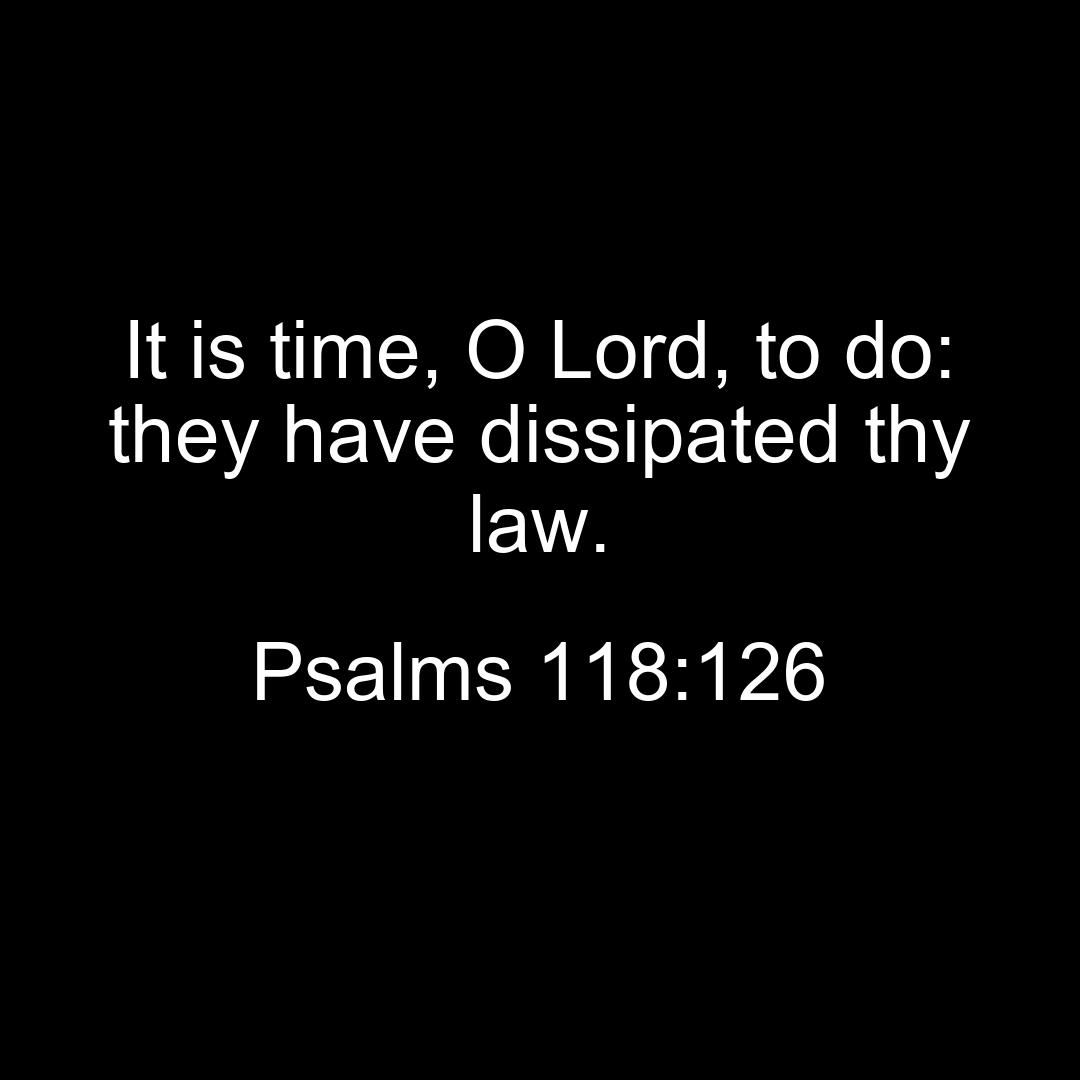 It is time, O Lord, to do:
they have dissipated thy
law.
Psalms 118:126